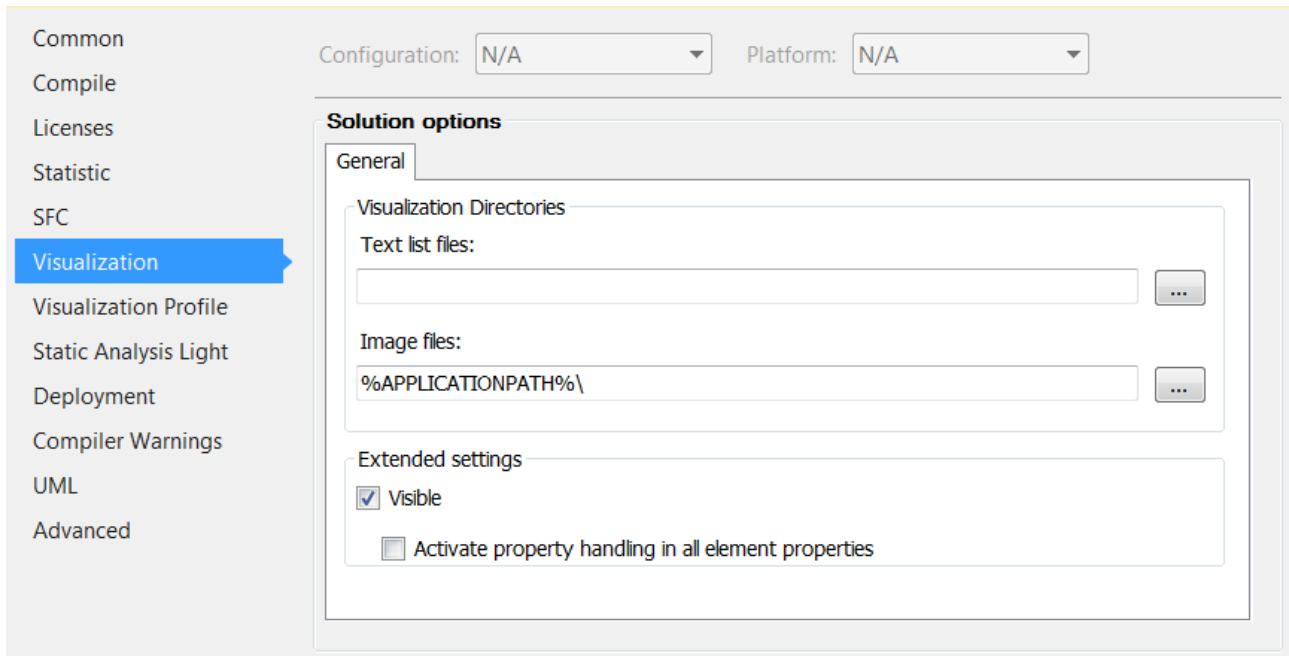 Common
Compile
Licenses
Statistic
SFC
Visualization
Visualization Profile
Static Analysis Light
Deployment
Compiler Warnings
UML
Advanced
Configuration: N/A Platform: N/A
Solution options
General
Visualization Directories
Text list files:
...
Image files:
%APPLICATIONPATH%\
...
Extended settings
Visible
Activate property handling in all element properties